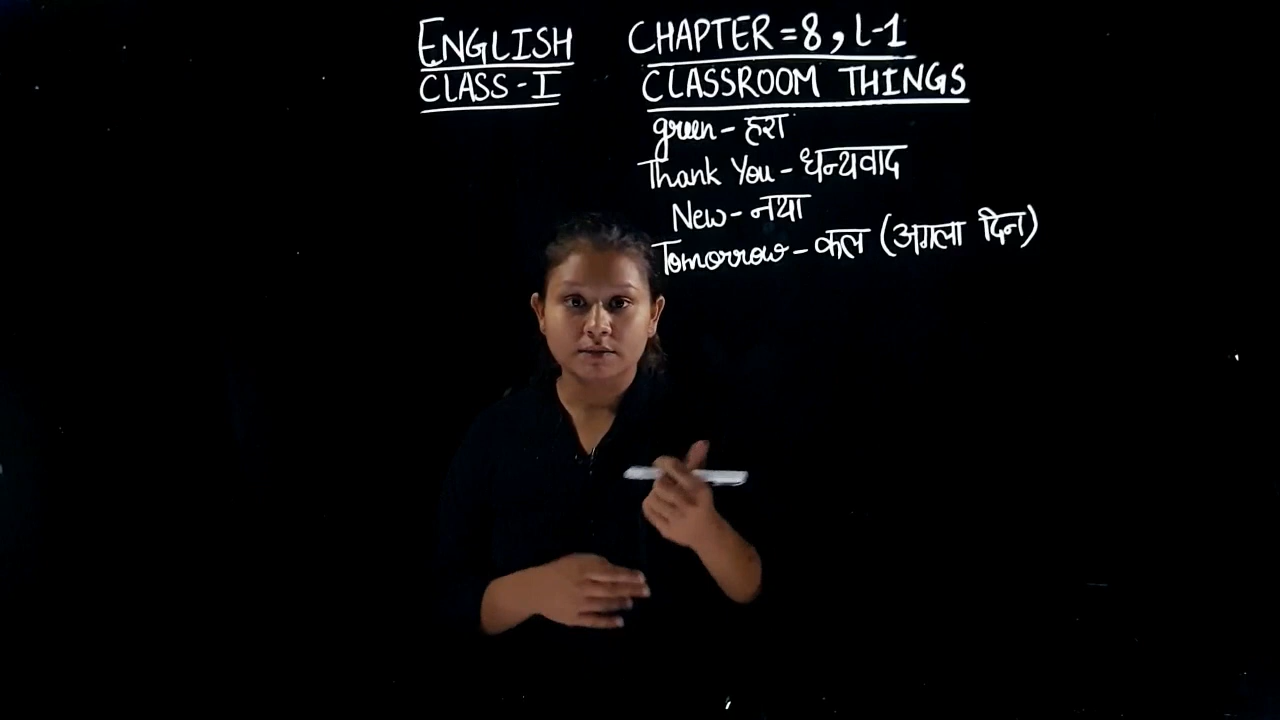 ENGLISH CHAPTER = 8, L-1
CLASS-I CLASSROOM THINGS
green - हरा
Thank You - धन्यवाद
New - नया
Tomorrow - कल (अगला दिन)